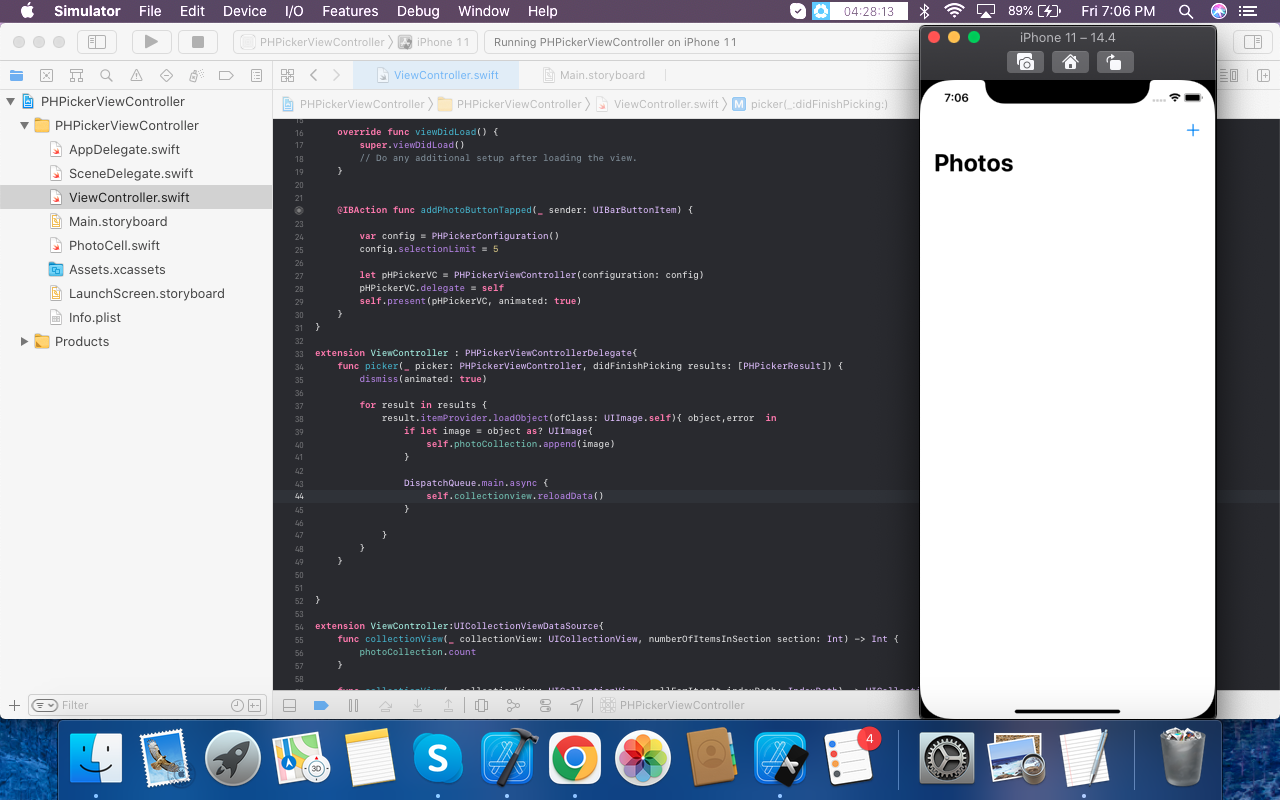 Simulator File Edit Device I/O Features Debug Window Help 04:28:13 89% Fri 7:06 PM
PHPickerViewController iPhone 11 Running PHPickerViewController on iPhone 11
iPhone 11 – 14.4
ViewController.swift Main.storyboard
PHPickerViewController PHPickerViewController ViewController.swift M picker(_:didFinishPicking:)
PHPickerViewController
PHPickerViewController
AppDelegate.swift
SceneDelegate.swift
ViewController.swift
Main.storyboard
PhotoCell.swift
Assets.xcassets
LaunchScreen.storyboard
Info.plist
Products
Filter
15
16 override func viewDidLoad() {
17 super.viewDidLoad()
18 // Do any additional setup after loading the view.
19 }
20
21
@IBAction func addPhotoButtonTapped(_ sender: UIBarButtonItem) {
23
24 var config = PHPickerConfiguration()
25 config.selectionLimit = 5
26
27 let pHPickerVC = PHPickerViewController(configuration: config)
28 pHPickerVC.delegate = self
29 self.present(pHPickerVC, animated: true)
30 }
31 }
32
33 extension ViewController : PHPickerViewControllerDelegate{
34 func picker(_ picker: PHPickerViewController, didFinishPicking results: [PHPickerResult]) {
35 dismiss(animated: true)
36
37 for result in results {
38 result.itemProvider.loadObject(ofClass: UIImage.self){ object,error in
39 if let image = object as? UIImage{
40 self.photoCollection.append(image)
41 }
42
43 DispatchQueue.main.async {
44 self.collectionview.reloadData()
45 }
46
47 }
48 }
49 }
50
51
52 }
53
54 extension ViewController:UICollectionViewDataSource{
55 func collectionView(_ collectionView: UICollectionView, numberOfItemsInSection section: Int) -> Int {
56 photoCollection.count
57 }
58
PHPickerViewController
7:06
+
Photos
3D
4